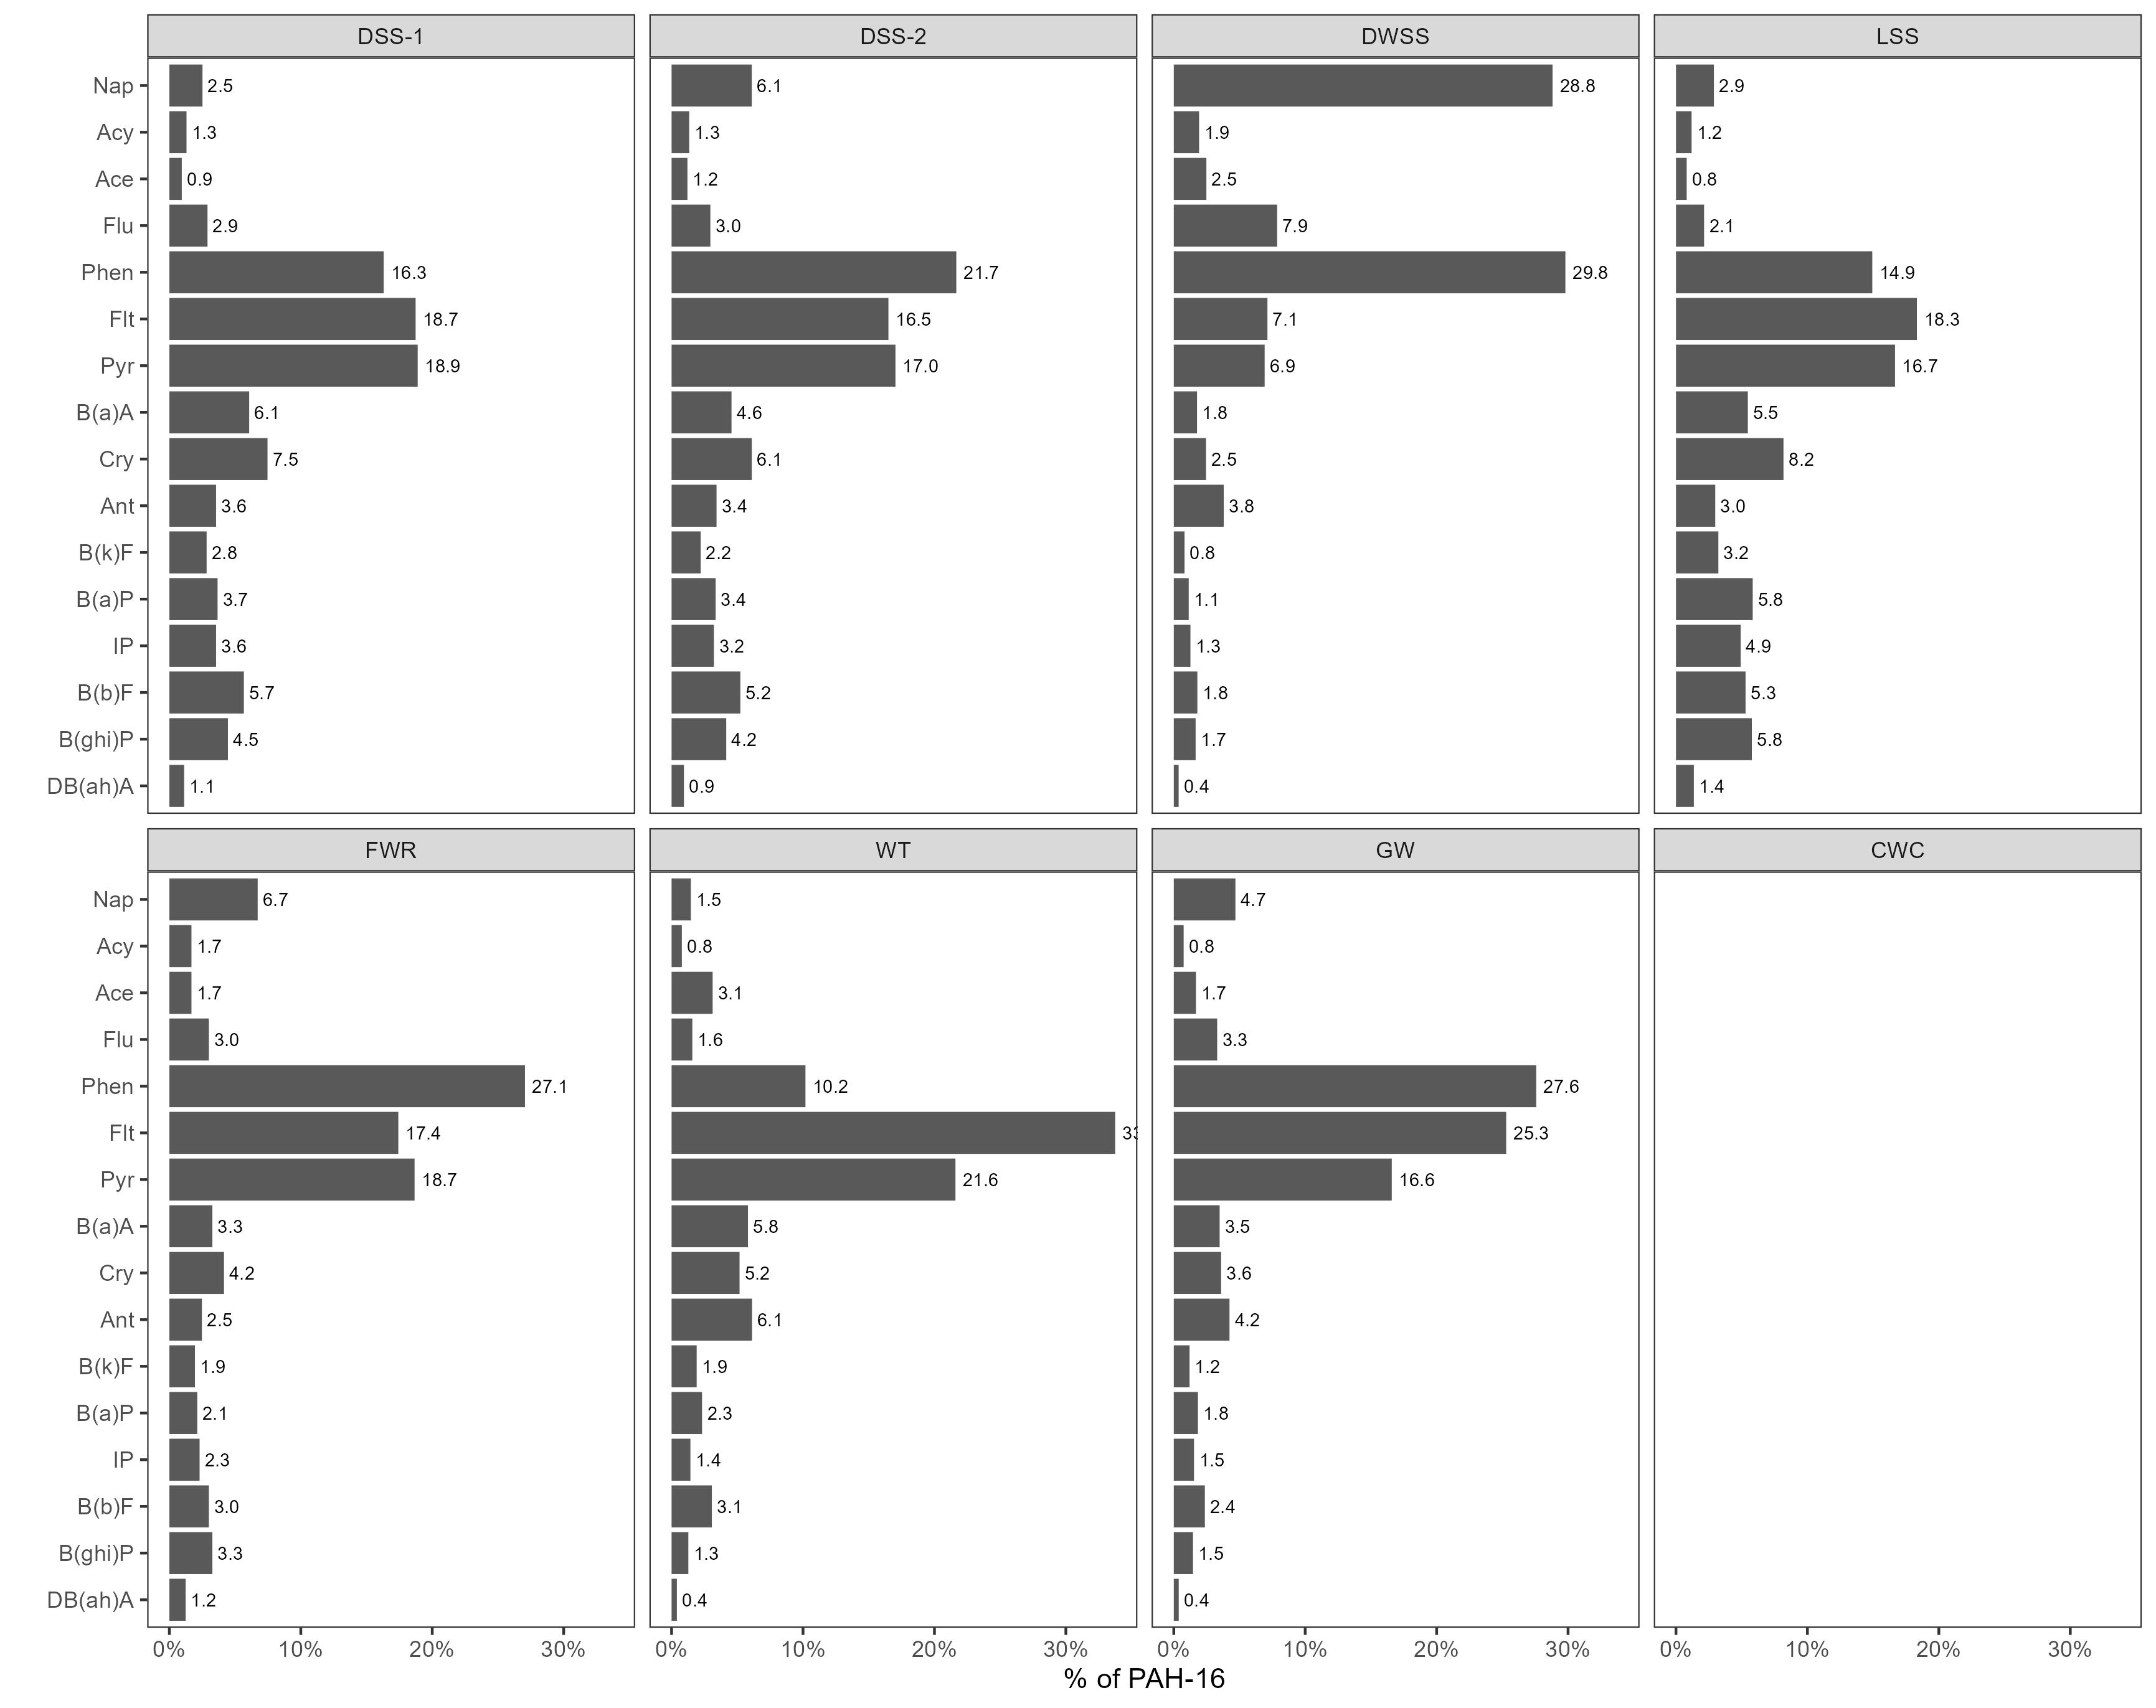 DSS-1 DSS-2 DWSS LSS
Nap 2.5 6.1 28.8 2.9
Acy 1.3 1.3 1.9 1.2
Ace 0.9 1.2 2.5 0.8
Flu 2.9 3.0 7.9 2.1
Phen 16.3 21.7 29.8 14.9
Flt 18.7 16.5 7.1 18.3
Pyr 18.9 17.0 6.9 16.7
B(a)A 6.1 4.6 1.8 5.5
Cry 7.5 6.1 2.5 8.2
Ant 3.6 3.4 3.8 3.0
B(k)F 2.8 2.2 0.8 3.2
B(a)P 3.7 3.4 1.1 5.8
IP 3.6 3.2 1.3 4.9
B(b)F 5.7 5.2 1.8 5.3
B(ghi)P 4.5 4.2 1.7 5.8
DB(ah)A 1.1 0.9 0.4 1.4
FWR WT GW CWC
Nap 6.7 1.5 4.7
Acy 1.7 0.8 0.8
Ace 1.7 3.1 1.7
Flu 3.0 1.6 3.3
Phen 27.1 10.2 27.6
Flt 17.4 25.3
Pyr 18.7 21.6 16.6
B(a)A 3.3 5.8 3.5
Cry 4.2 5.2 3.6
Ant 2.5 6.1 4.2
B(k)F 1.9 1.9 1.2
B(a)P 2.1 2.3 1.8
IP 2.3 1.4 1.5
B(b)F 3.0 3.1 2.4
B(ghi)P 3.3 1.3 1.5
DB(ah)A 1.2 0.4 0.4
0% 10% 20% 30% 0% 10% 20% 30% 0% 10% 20% 30% 0% 10% 20% 30%
% of PAH-16